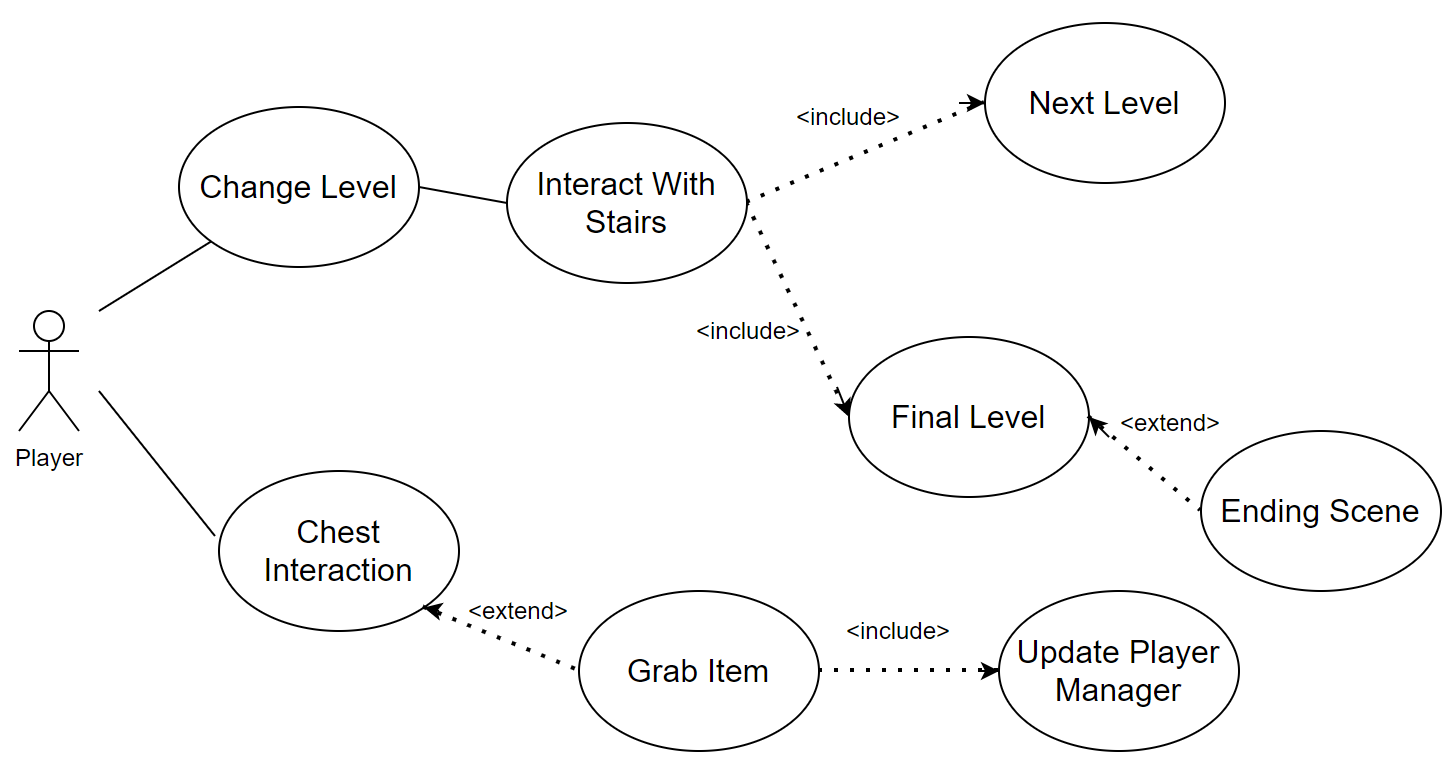 Next Level
<include>
Change Level
Interact With
Stairs
<include>
Final Level
<extend>
Player
Ending Scene
Chest
Interaction
<extend>
<include>
Grab Item
Update Player
Manager